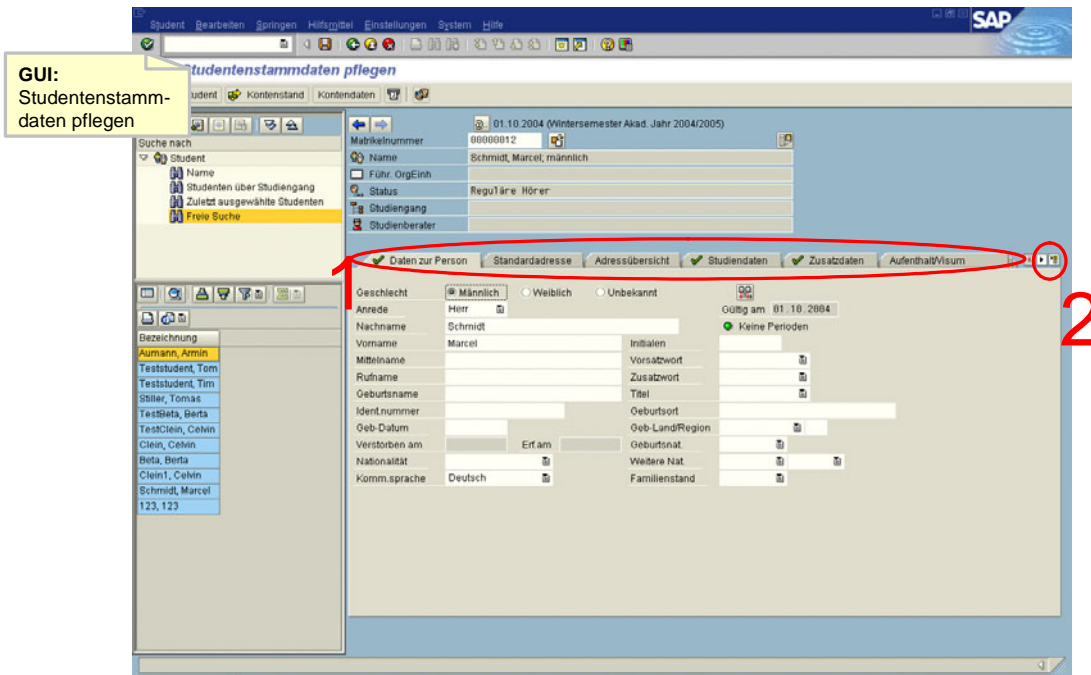 Student Bearbeiten Springen Hilfsmittel Einstellungen System Hilfe
SAP
GUI:
Studentenstamm-
daten pflegen
Studentenstammdaten pflegen
udent Kontenstand Kontendaten
01.10.2004 (Wintersemester Akad. Jahr 2004/2005)
Suche nach
Student
Name
Studenten über Studiengang
Zuletzt ausgewählte Studenten
Freie Suche
Matrikelnummer 00000012
Name Schmidt, Marcel; männlich
Führ. OrgEinh
Status Reguläre Hörer
Studiengang
Studienberater
1
Daten zur Person Standardadresse Adressübersicht Studiendaten Zusatzdaten Aufenthalt/Visum
2
Geschlecht Männlich Weiblich Unbekannt
Anrede Herr Gültig am 01.10.2004
Nachname Schmidt Keine Perioden
Vorname Marcel Initialen
Mittelname Vorsatzwort
Rufname Zusatzwort
Geburtsname Titel
Ident.nummer Geburtsort
Geb-Datum Geb-Land/Region
Verstorben am Erf.am Geburtsnat.
Nationalität Weitere Nat.
Komm.sprache Deutsch Familienstand
Bezeichnung
Aumann, Armin
Teststudent, Tom
Teststudent, Tim
Stiller, Tomas
TestBeta, Berta
TestClein, Celvin
Clein, Celvin
Beta, Berta
Clein1, Celvin
Schmidt, Marcel
123, 123